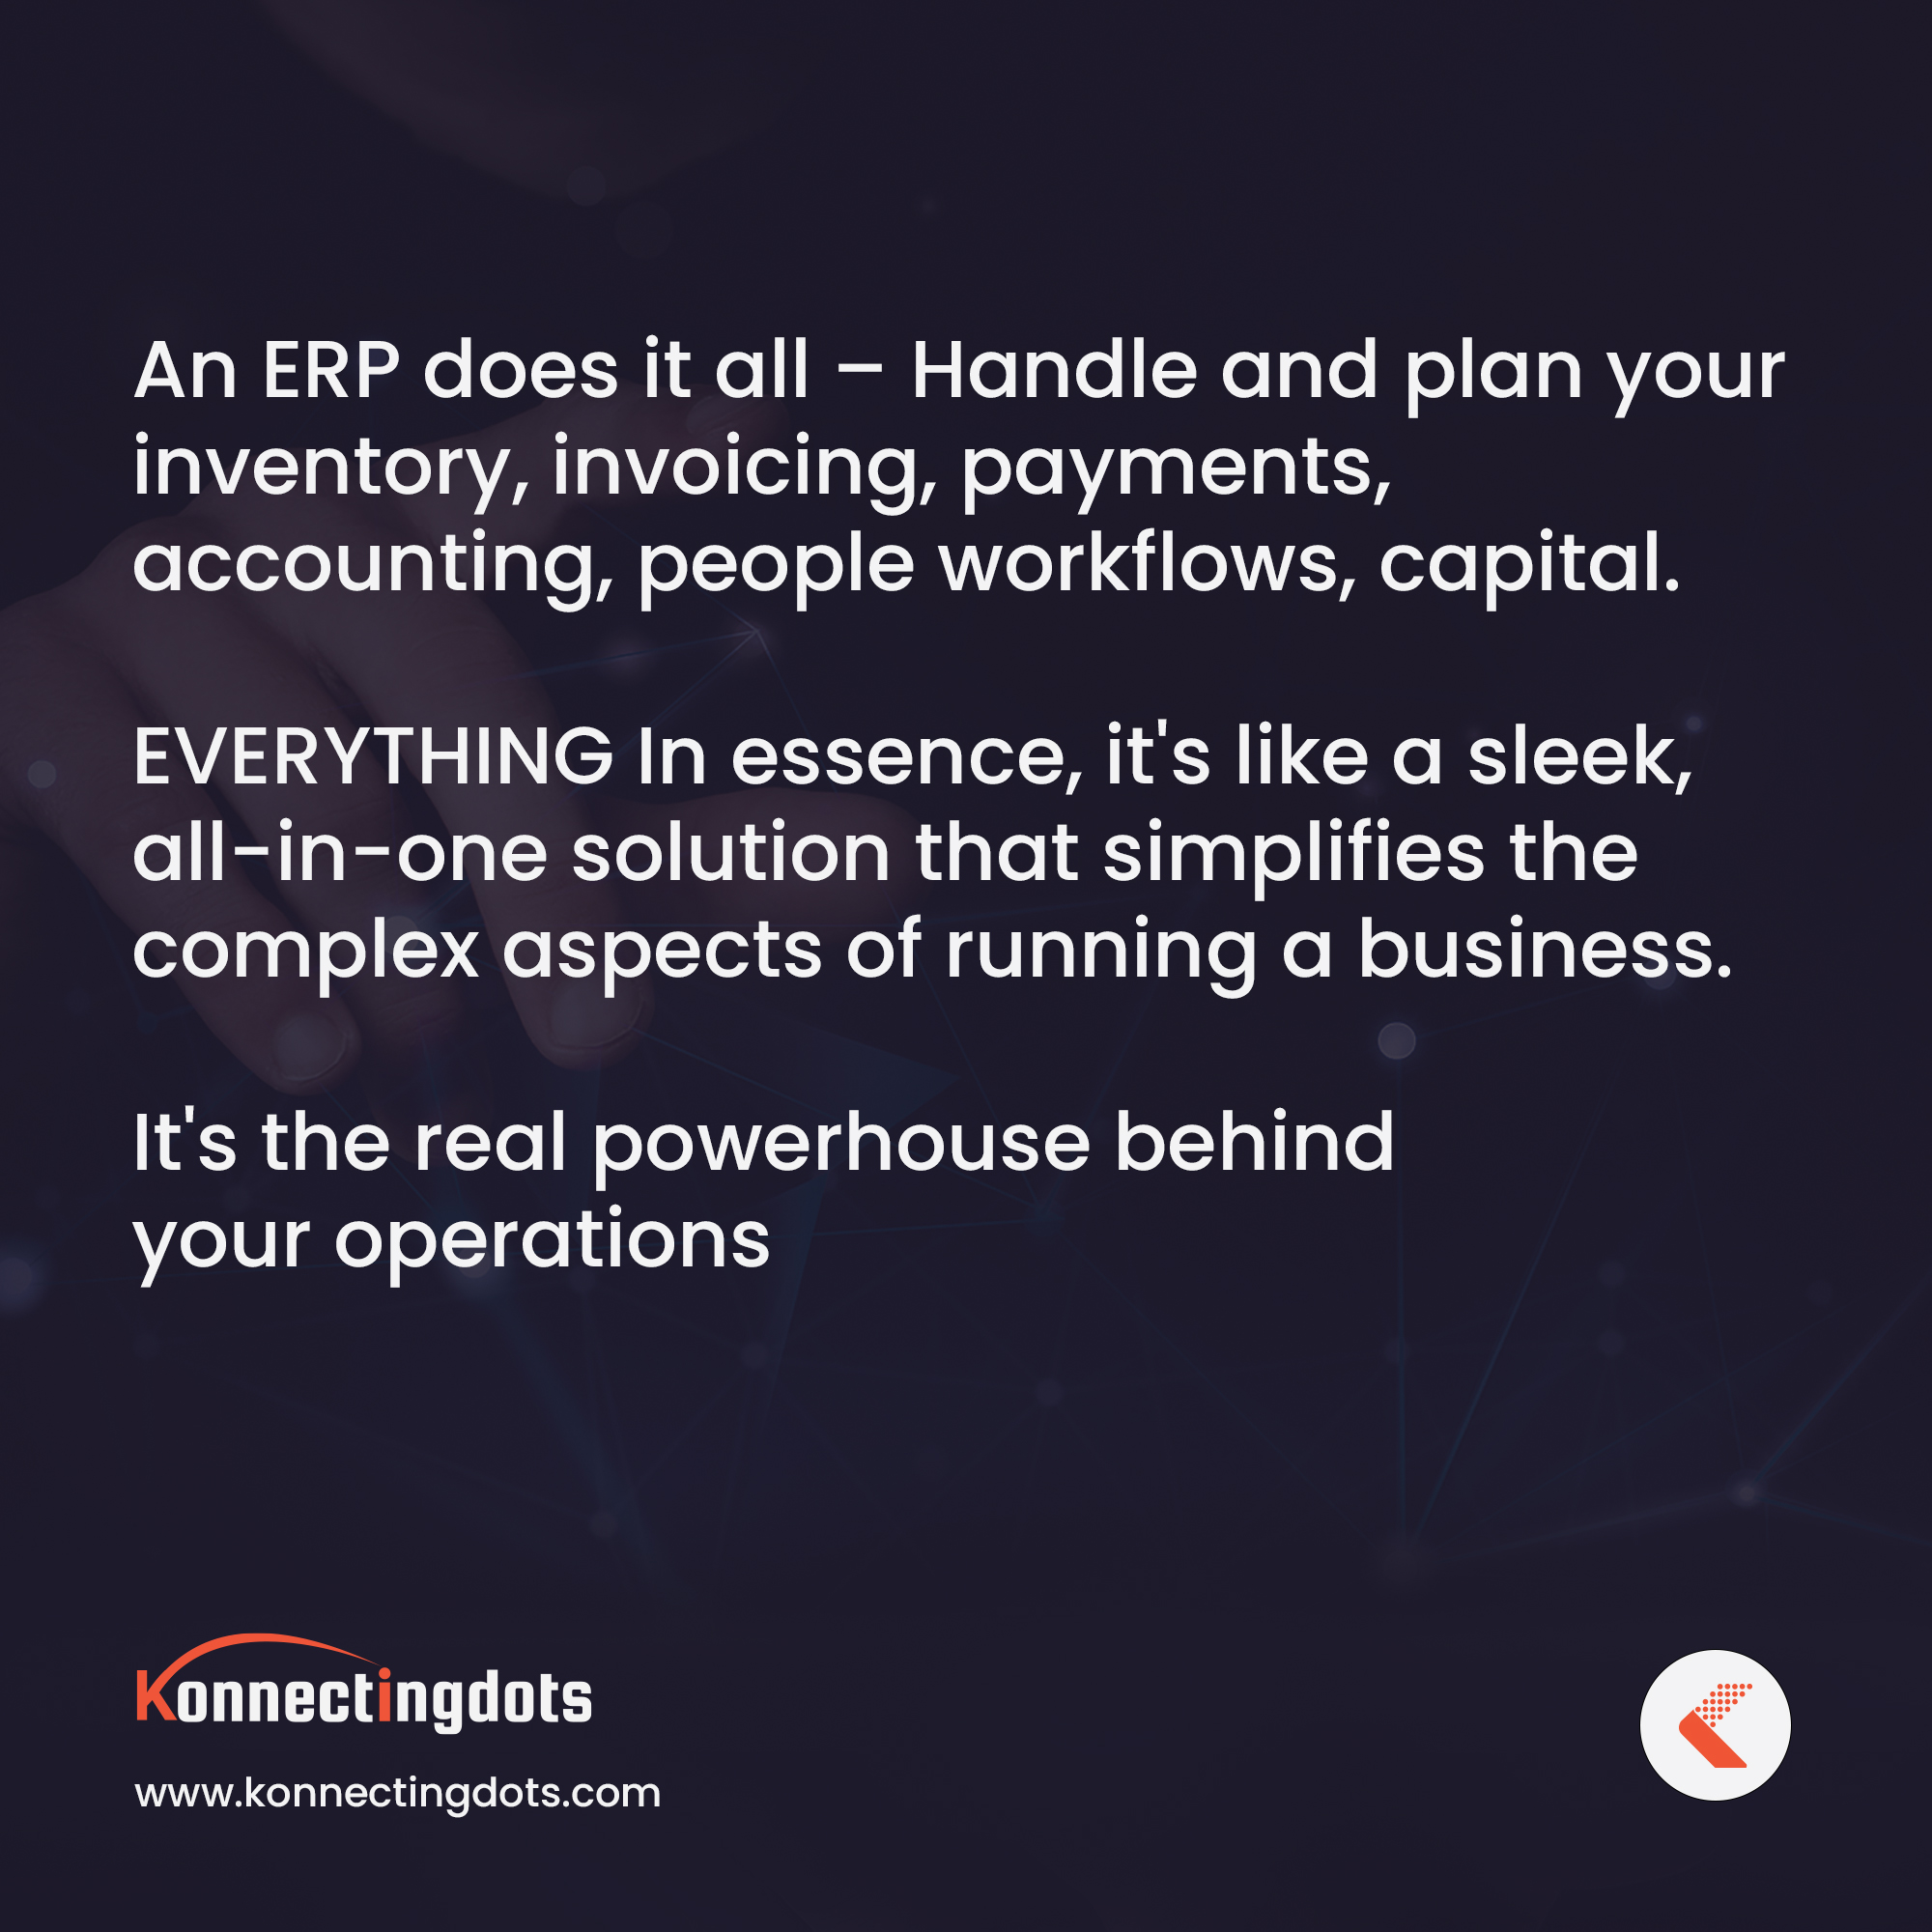 An ERP does it all – Handle and plan your
inventory, invoicing, payments,
accounting, people workflows, capital.
EVERYTHING In essence, it's like a sleek,
all-in-one solution that simplifies the
complex aspects of running a business.
It's the real powerhouse behind
your operations
Konnectingdots
www.konnectingdots.com